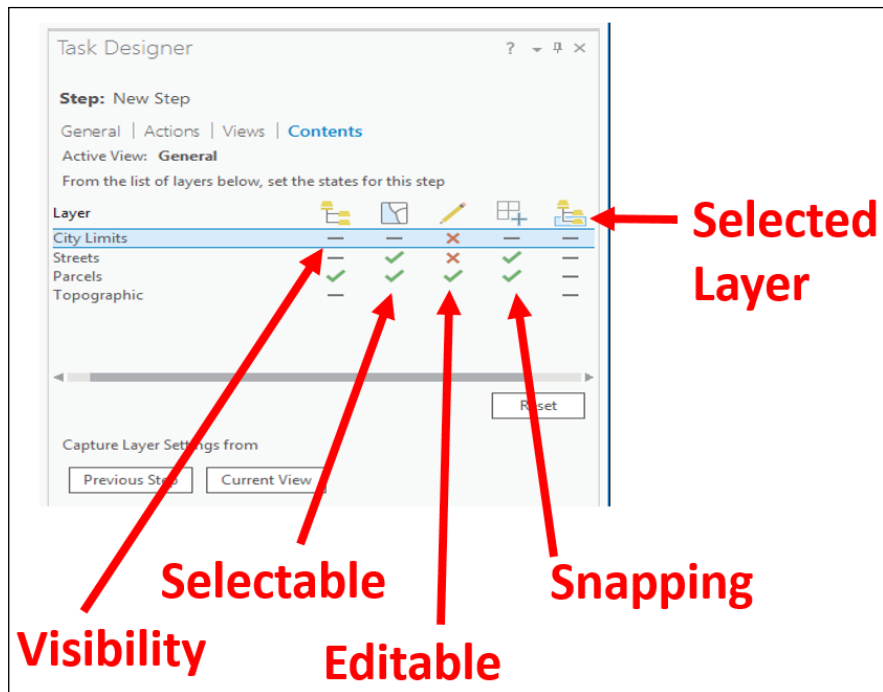 Task Designer
?
Step: New Step
General | Actions | Views | Contents
Active View: General
From the list of layers below, set the states for this step
Layer
City Limits
Streets
Parcels
Topographic
Selected
Layer
Reset
Capture Layer Settings from
Previous Step
Current View
Selectable
Snapping
Visibility
Editable